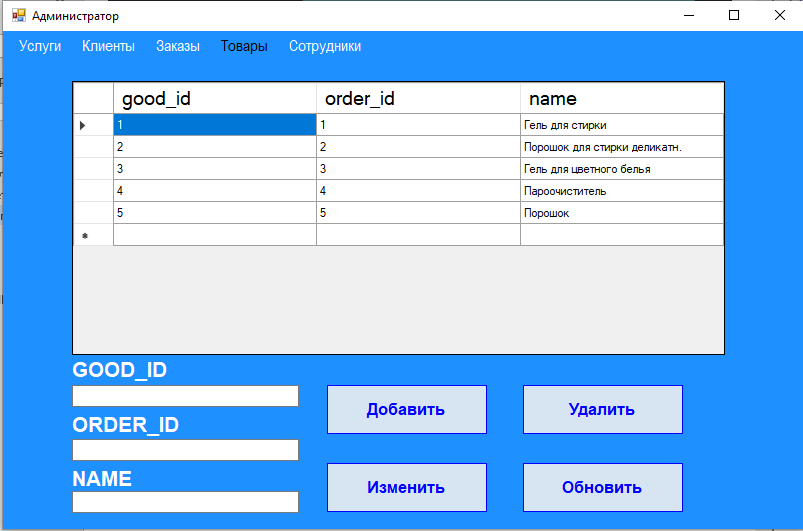 Администратор
Услуги Клиенты Заказы Товары Сотрудники
good_id order_id name
1 1 Гель для стирки
2 2 Порошок для стирки деликатн.
3 3 Гель для цветного белья
4 4 Пароочиститель
5 5 Порошок
GOOD_ID
Добавить Удалить
ORDER_ID
NAME
Изменить Обновить